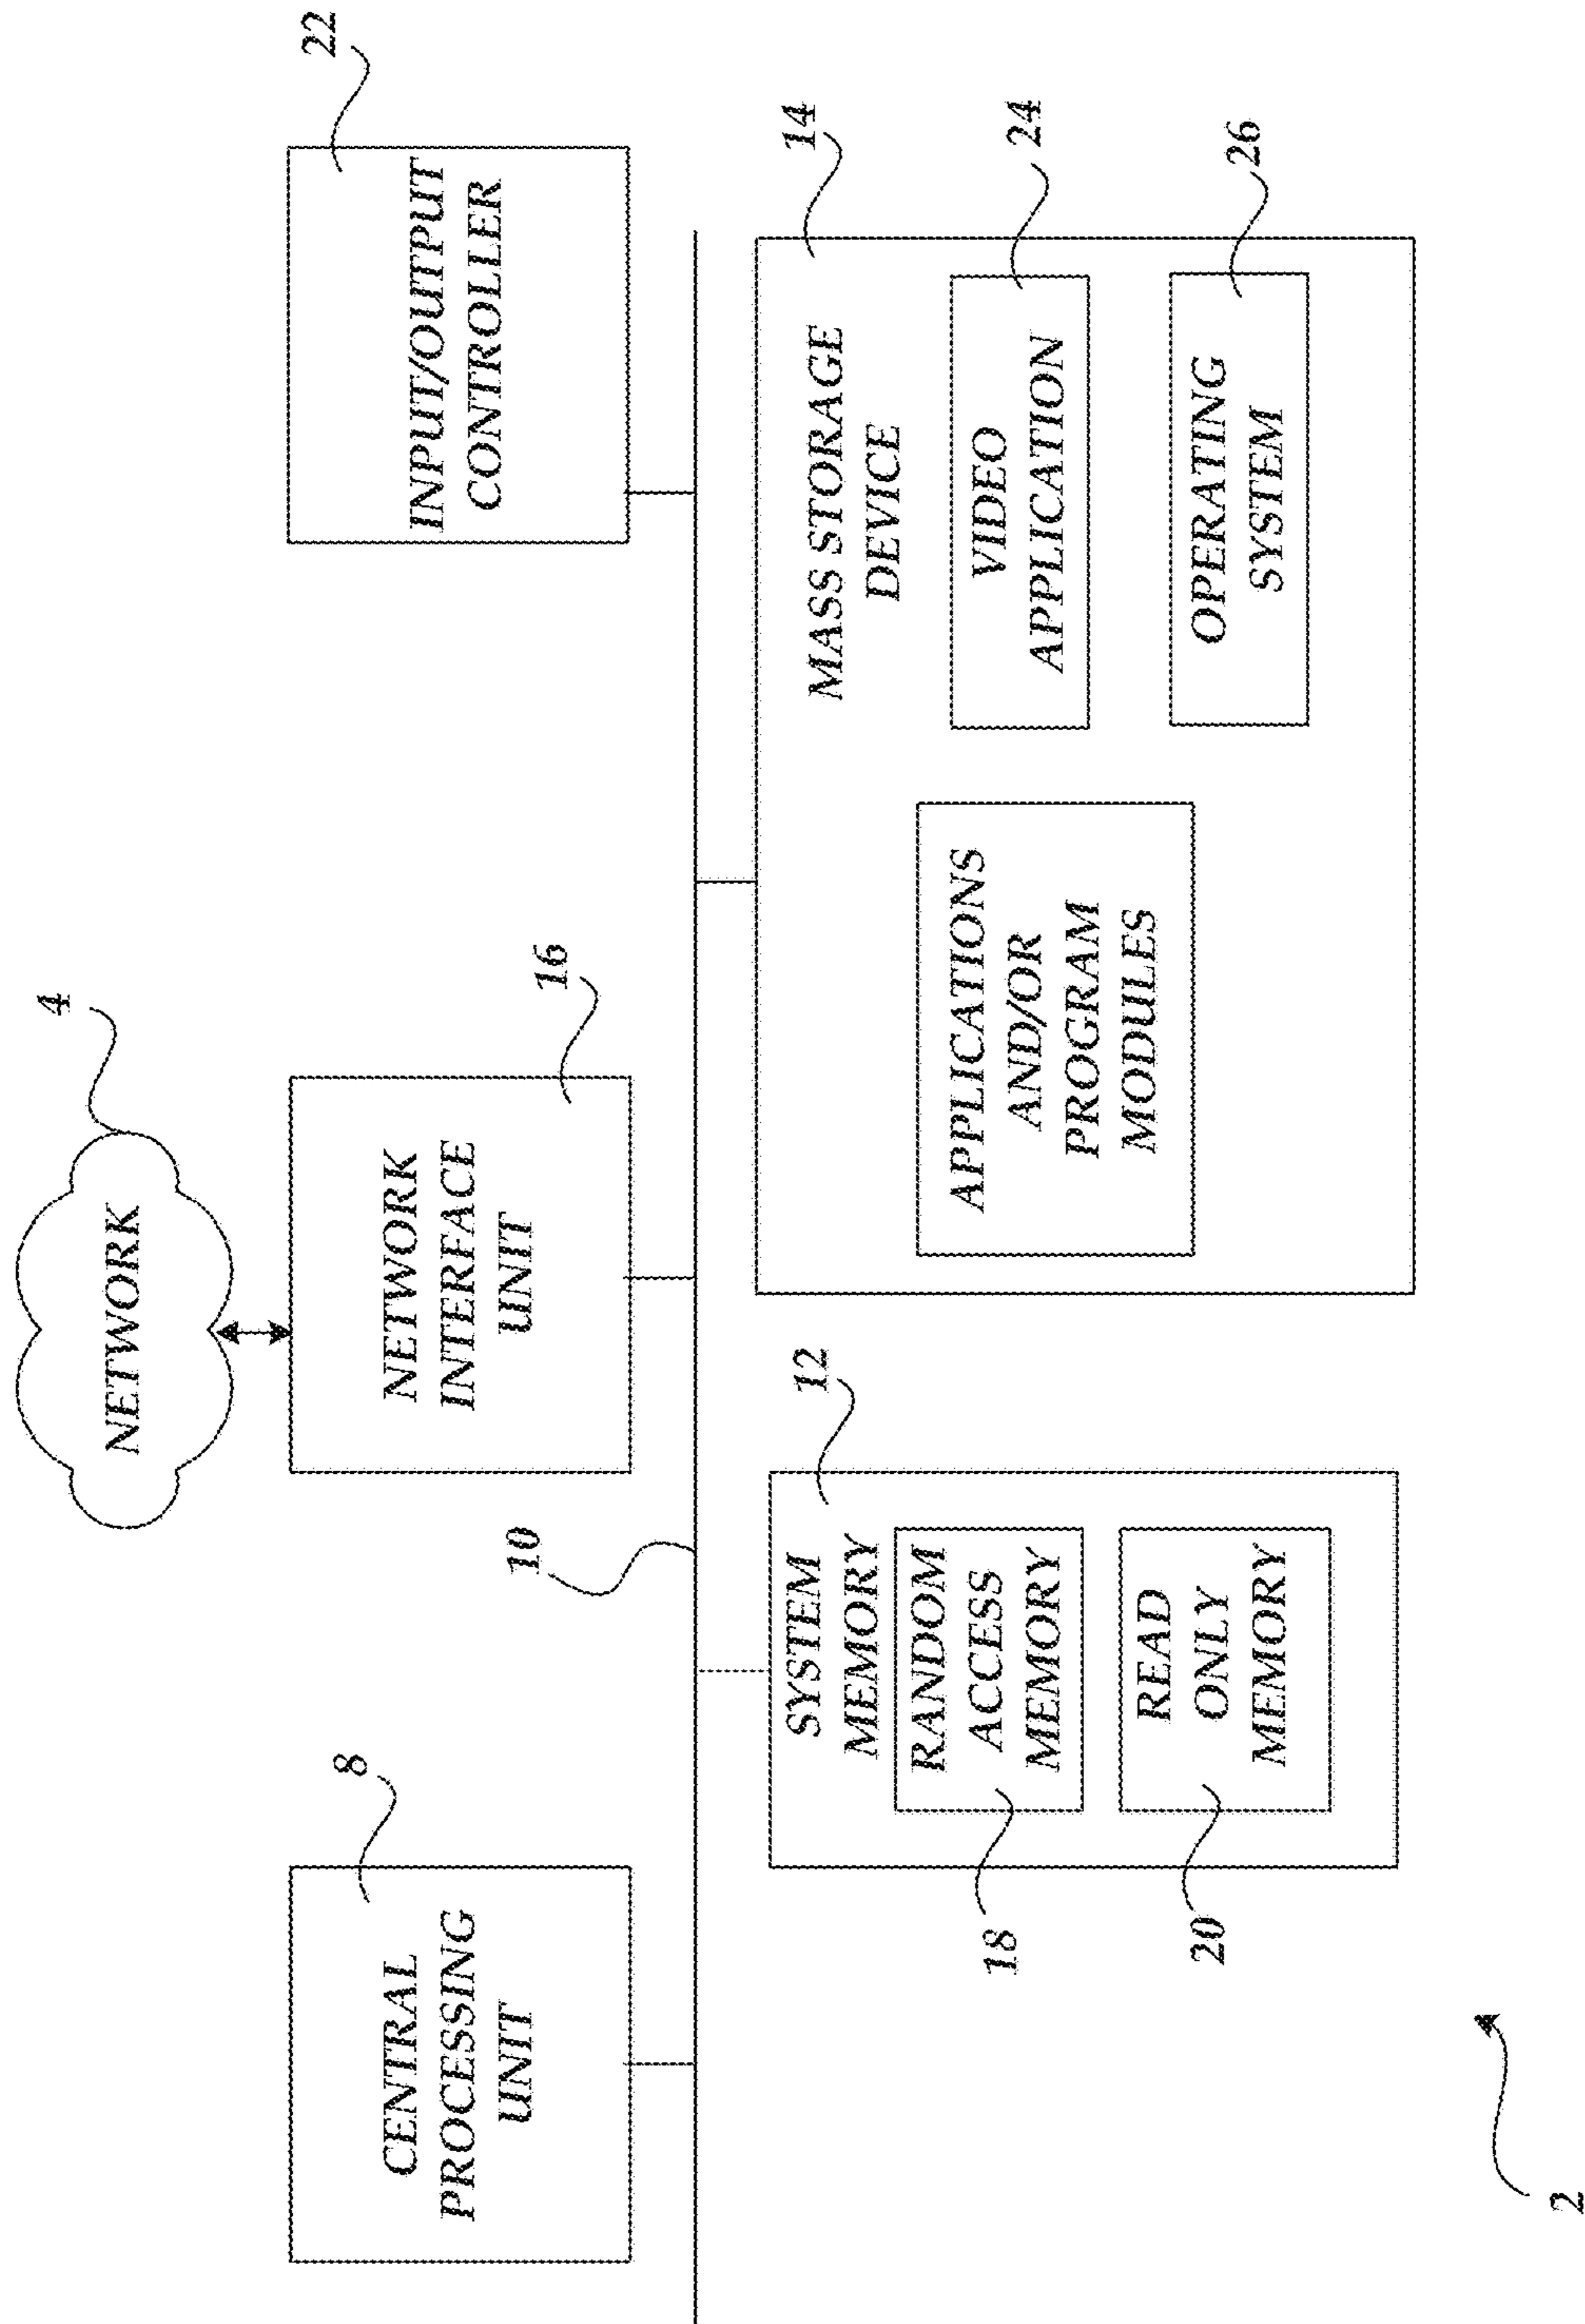 NETWORK
4
CENTRAL
PROCESSING
UNIT
8
NETWORK
INTERFACE
UNIT
16
INPUT/OUTPUT
CONTROLLER
22
10
SYSTEM
MEMORY
12
RANDOM
ACCESS
MEMORY
18
READ
ONLY
MEMORY
20
MASS STORAGE
DEVICE
14
APPLICATIONS
AND/OR
PROGRAM
MODULES
VIDEO
APPLICATION
24
OPERATING
SYSTEM
26
2